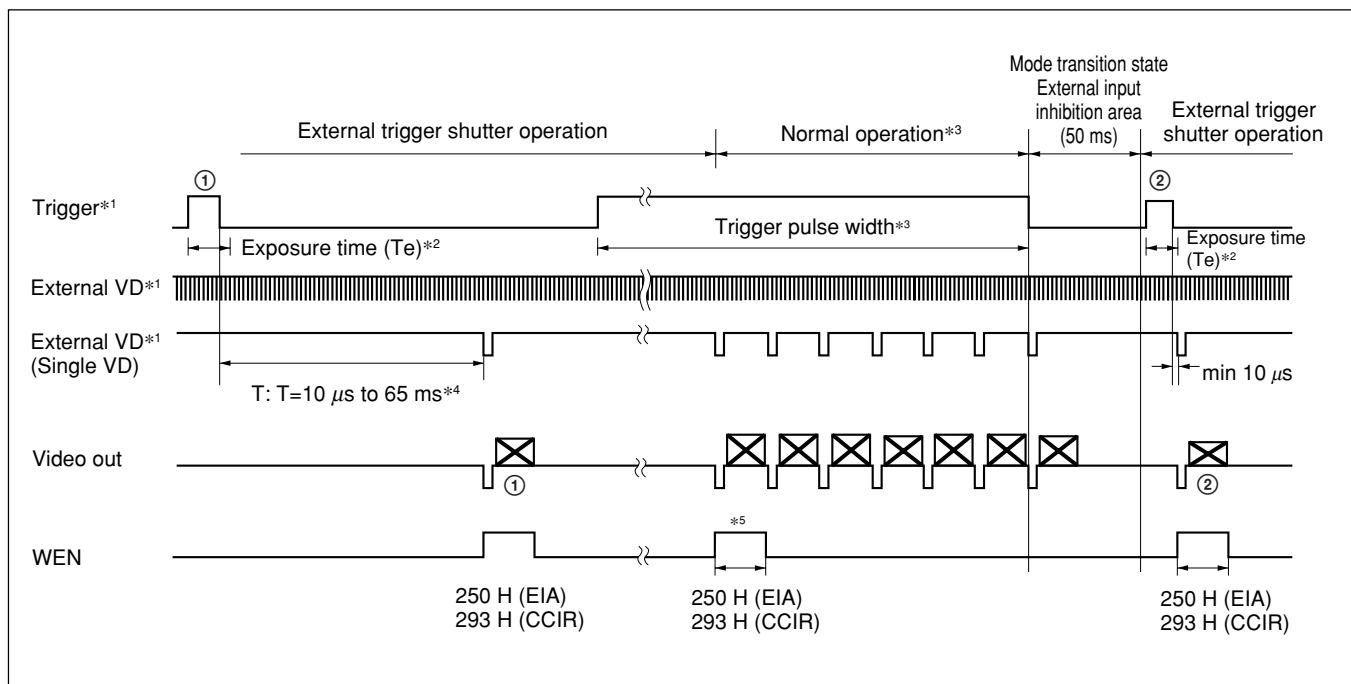 Mode transition state
External input
inhibition area
(50 ms)
External trigger
shutter operation
External trigger shutter operation
Normal operation*3
①
②
Trigger*1
Trigger pulse width*3
Exposure time (Te)*2
Exposure time
(Te)*2
External VD*1
External VD*1
(Single VD)
min 10 μs
T: T=10 μs to 65 ms*4
Video out
①
②
*5
WEN
250 H (EIA)
293 H (CCIR)
250 H (EIA)
293 H (CCIR)
250 H (EIA)
293 H (CCIR)